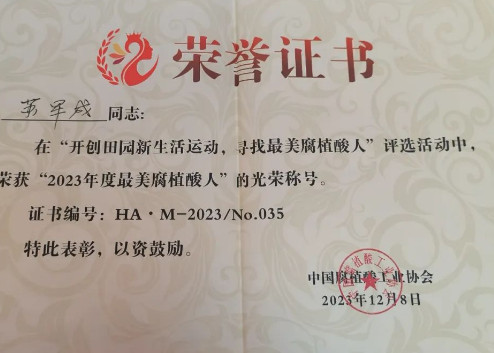 荣誉证书
军成 同志:
在“开创田园新生活运动，寻找最美腐植酸人”评选活动中，
荣获“2023年度最美腐植酸人”的光荣称号。
证书编号: HA·M-2023/No.035
特此表彰，以资鼓励。
中国腐植酸工业协会
2023年12月8日